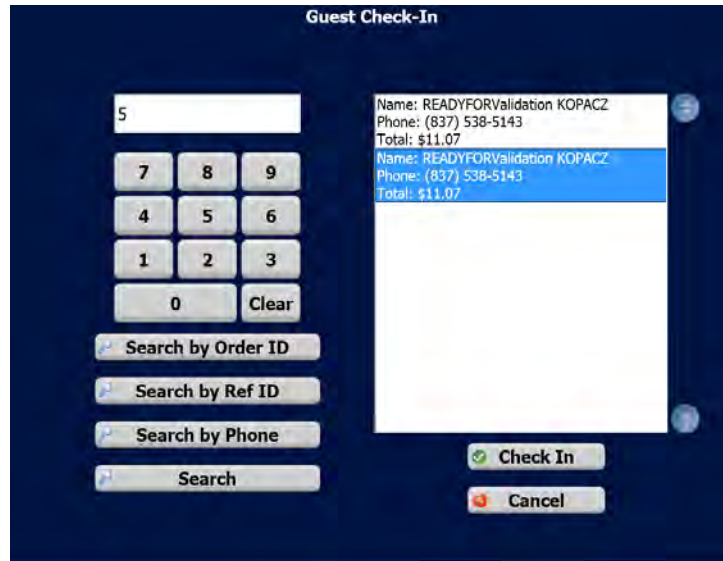 Guest Check-In
5
7 8 9
4 5 6
1 2 3
0 Clear
Search by Order ID
Search by Ref ID
Search by Phone
Search
Name: READYFORValidation KOPACZ
Phone: (837) 538-5143
Total: $11.07
Name: READYFORValidation KOPACZ
Phone: (837) 538-5143
Total: $11.07
Check In
Cancel